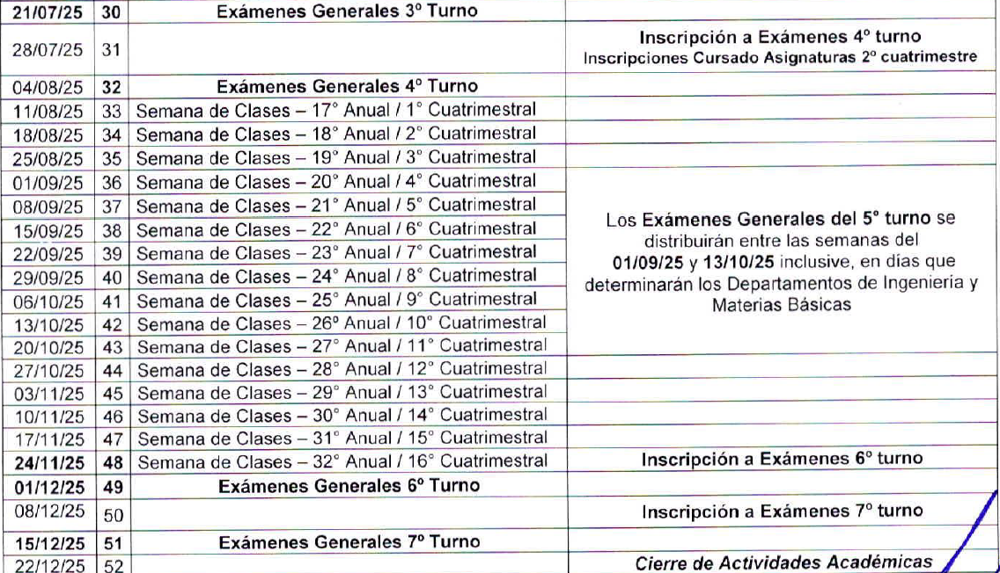 21/07/25 30 Exámenes Generales 3º Turno
28/07/25 31 Inscripción a Exámenes 4º turno
Inscripciones Cursado Asignaturas 2º cuatrimestre
04/08/25 32 Exámenes Generales 4º Turno
11/08/25 33 Semana de Clases – 17° Anual / 1° Cuatrimestral
18/08/25 34 Semana de Clases – 18° Anual / 2° Cuatrimestral
25/08/25 35 Semana de Clases – 19° Anual / 3° Cuatrimestral
01/09/25 36 Semana de Clases – 20° Anual / 4° Cuatrimestral
08/09/25 37 Semana de Clases – 21° Anual / 5° Cuatrimestral
15/09/25 38 Semana de Clases – 22° Anual / 6° Cuatrimestral
22/09/25 39 Semana de Clases – 23° Anual / 7° Cuatrimestral
29/09/25 40 Semana de Clases – 24° Anual / 8° Cuatrimestral
06/10/25 41 Semana de Clases – 25° Anual / 9° Cuatrimestral
13/10/25 42 Semana de Clases – 26º Anual / 10° Cuatrimestral
20/10/25 43 Semana de Clases – 27° Anual / 11° Cuatrimestral
Los Exámenes Generales del 5° turno se
distribuirán entre las semanas del
01/09/25 y 13/10/25 inclusive, en días que
determinarán los Departamentos de Ingeniería y
Materias Básicas
27/10/25 44 Semana de Clases – 28° Anual / 12° Cuatrimestral
03/11/25 45 Semana de Clases – 29° Anual / 13° Cuatrimestral
10/11/25 46 Semana de Clases – 30° Anual / 14° Cuatrimestral
17/11/25 47 Semana de Clases – 31° Anual / 15° Cuatrimestral
24/11/25 48 Semana de Clases – 32° Anual / 16° Cuatrimestral Inscripción a Exámenes 6º turno
01/12/25 49 Exámenes Generales 6º Turno
08/12/25 50 Inscripción a Exámenes 7º turno
15/12/25 51 Exámenes Generales 7º Turno
22/12/25 52 Cierre de Actividades Académicas